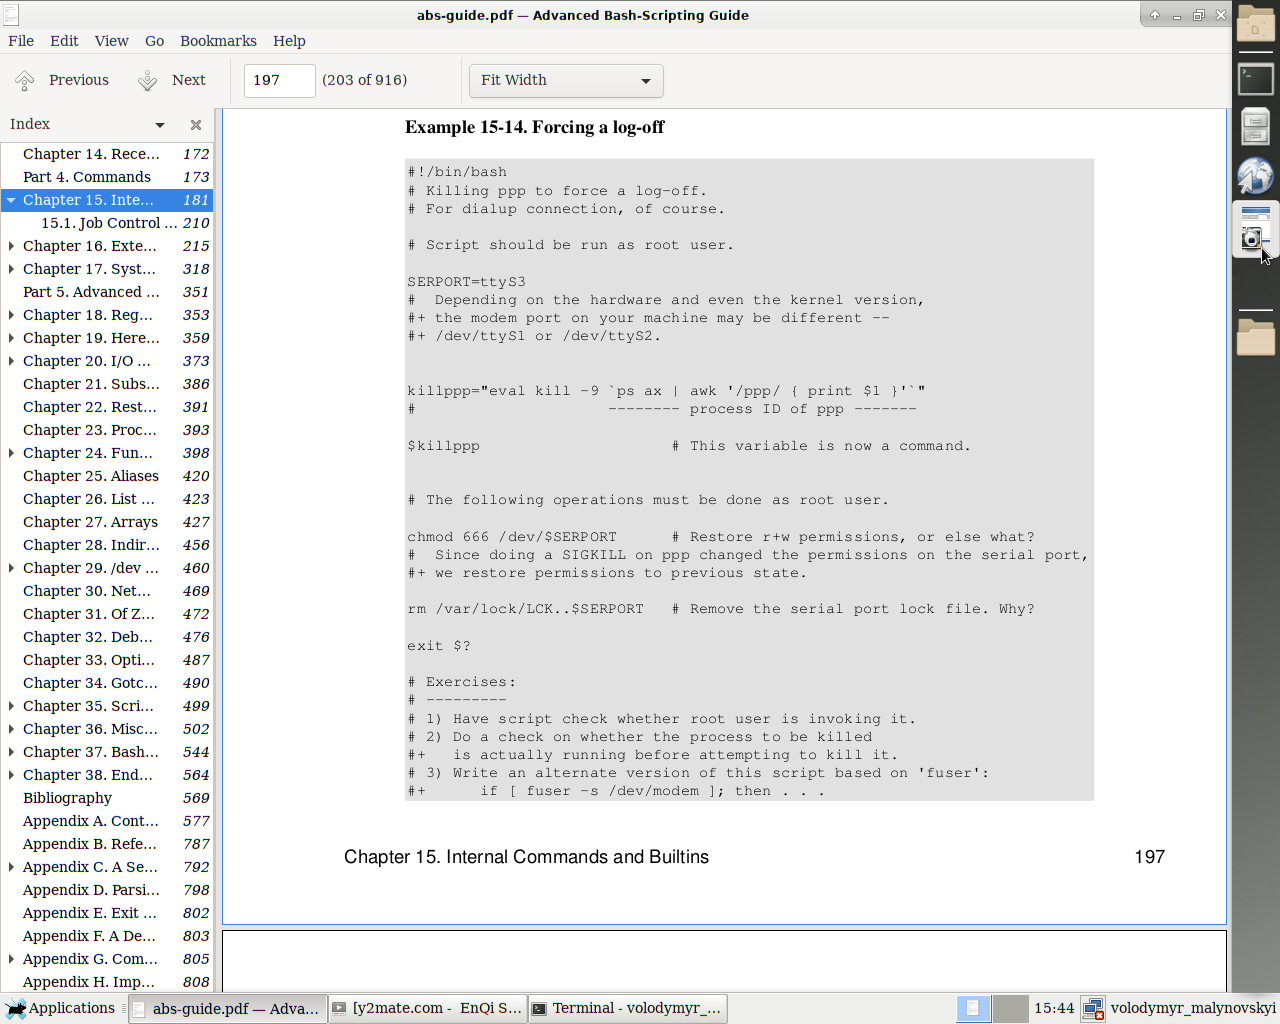 abs-guide.pdf — Advanced Bash-Scripting Guide
File Edit View Go Bookmarks Help
Previous Next 197 (203 of 916) Fit Width
Index
Chapter 14. Rece... 172
Part 4. Commands 173
Chapter 15. Inte... 181
15.1. Job Control ... 210
Chapter 16. Exte... 215
Chapter 17. Syst... 318
Part 5. Advanced ... 351
Chapter 18. Reg... 353
Chapter 19. Here... 359
Chapter 20. I/O ... 373
Chapter 21. Subs... 386
Chapter 22. Rest... 391
Chapter 23. Proc... 393
Chapter 24. Fun... 398
Chapter 25. Aliases 420
Chapter 26. List ... 423
Chapter 27. Arrays 427
Chapter 28. Indir... 456
Chapter 29. /dev ... 460
Chapter 30. Net... 469
Chapter 31. Of Z... 472
Chapter 32. Deb... 476
Chapter 33. Opti... 487
Chapter 34. Gotc... 490
Chapter 35. Scri... 499
Chapter 36. Misc... 502
Chapter 37. Bash... 544
Chapter 38. End... 564
Bibliography 569
Appendix A. Cont... 577
Appendix B. Refe... 787
Appendix C. A Se... 792
Appendix D. Parsi... 798
Appendix E. Exit ... 802
Appendix F. A De... 803
Appendix G. Com... 805
Appendix H. Imp... 808
Example 15-14. Forcing a log-off
#!/bin/bash
# Killing ppp to force a log-off.
# For dialup connection, of course.
# Script should be run as root user.
SERPORT=ttyS3
#  Depending on the hardware and even the kernel version,
#+ the modem port on your machine may be different --
#+ /dev/ttyS1 or /dev/ttyS2.
killppp="eval kill -9 `ps ax | awk '/ppp/ { print $1 }'`"
#                     -------- process ID of ppp -------
$killppp                     # This variable is now a command.
# The following operations must be done as root user.
chmod 666 /dev/$SERPORT      # Restore r+w permissions, or else what?
#  Since doing a SIGKILL on ppp changed the permissions on the serial port,
#+ we restore permissions to previous state.
rm /var/lock/LCK..$SERPORT   # Remove the serial port lock file. Why?
exit $?
# Exercises:
# ---------
# 1) Have script check whether root user is invoking it.
# 2) Do a check on whether the process to be killed
#+   is actually running before attempting to kill it.
# 3) Write an alternate version of this script based on 'fuser':
#+      if [ fuser -s /dev/modem ]; then . . .
Chapter 15. Internal Commands and Builtins 197
Applications abs-guide.pdf — Adva... [y2mate.com - EnQi S... Terminal - volodymyr_... 15:44 volodymyr_malynovskyi